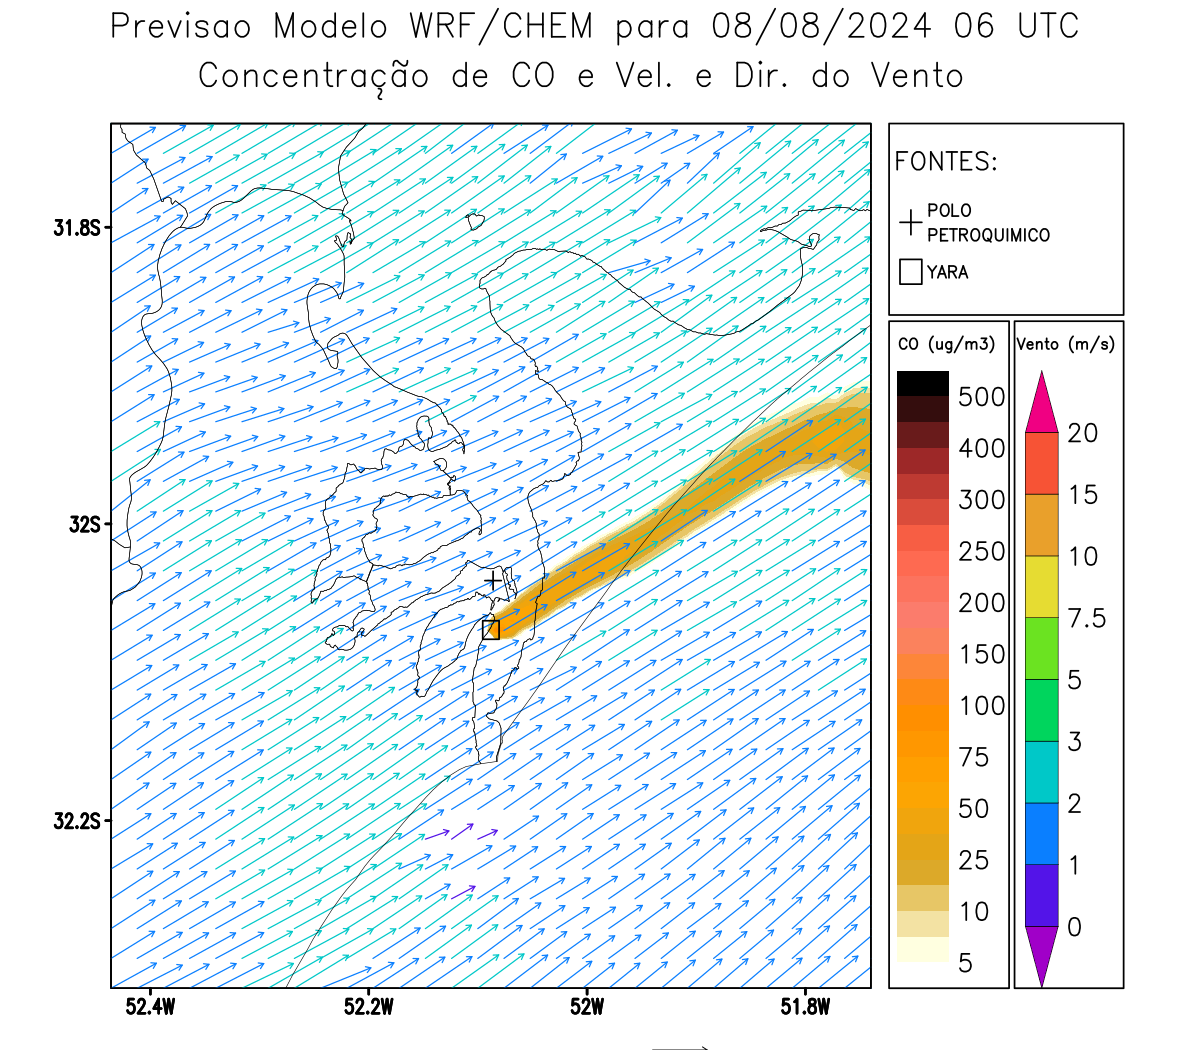 Previsao Modelo WRF/CHEM para 08/08/2024 06 UTC
Concentração de CO e Vel. e Dir. do Vento
FONTES:
POLO
PETROQUIMICO
YARA
CO (ug/m3)
500
400
300
250
200
150
100
75
50
25
10
5
Vento (m/s)
20
15
10
7.5
5
3
2
1
0
31.8S
32S
32.2S
52.4W
52.2W
52W
51.8W